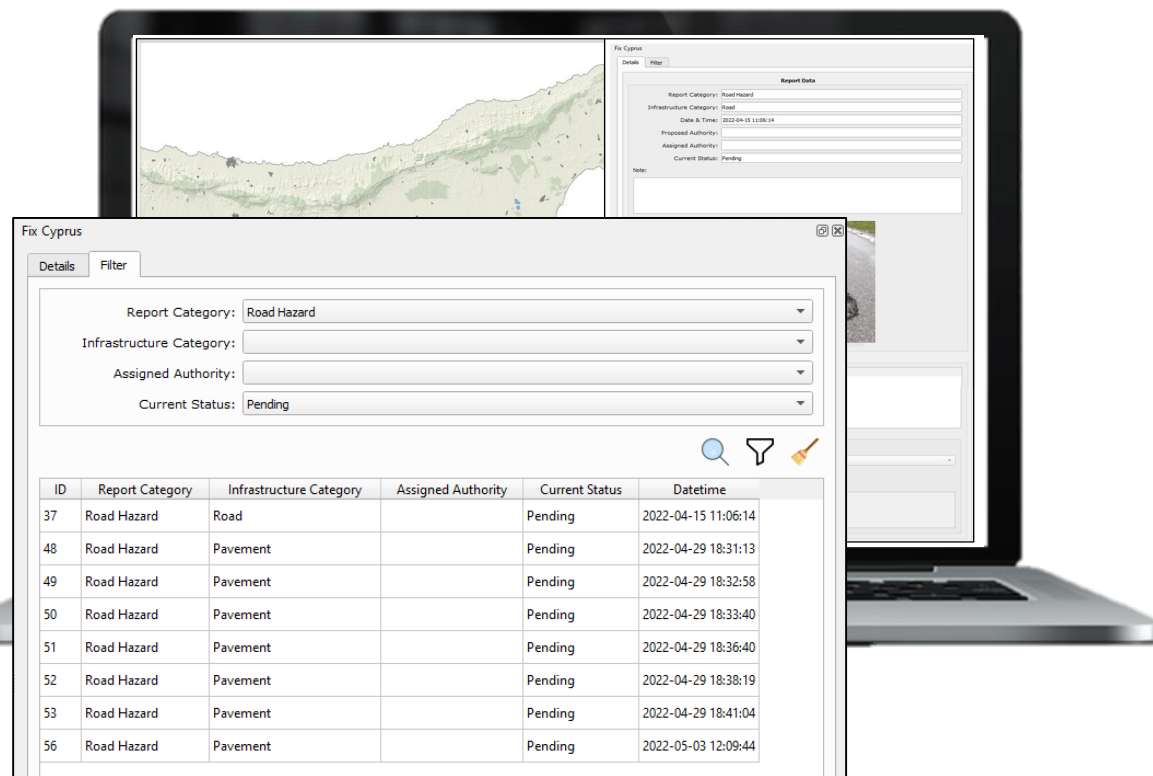 Fix Cyprus
Details Filter
Report Data
Report Category: Road Hazard
Infrastructure Category: Road
Date & Time: 2022-04-15 11:06:14
Proposed Authority:
Assigned Authority:
Current Status: Pending
Note:
Fix Cyprus
Details Filter
Report Category: Road Hazard
Infrastructure Category:
Assigned Authority:
Current Status: Pending
ID Report Category Infrastructure Category Assigned Authority Current Status Datetime
37 Road Hazard Road Pending 2022-04-15 11:06:14
48 Road Hazard Pavement Pending 2022-04-29 18:31:13
49 Road Hazard Pavement Pending 2022-04-29 18:32:58
50 Road Hazard Pavement Pending 2022-04-29 18:33:40
51 Road Hazard Pavement Pending 2022-04-29 18:36:40
52 Road Hazard Pavement Pending 2022-04-29 18:38:19
53 Road Hazard Pavement Pending 2022-04-29 18:41:04
56 Road Hazard Pavement Pending 2022-05-03 12:09:44